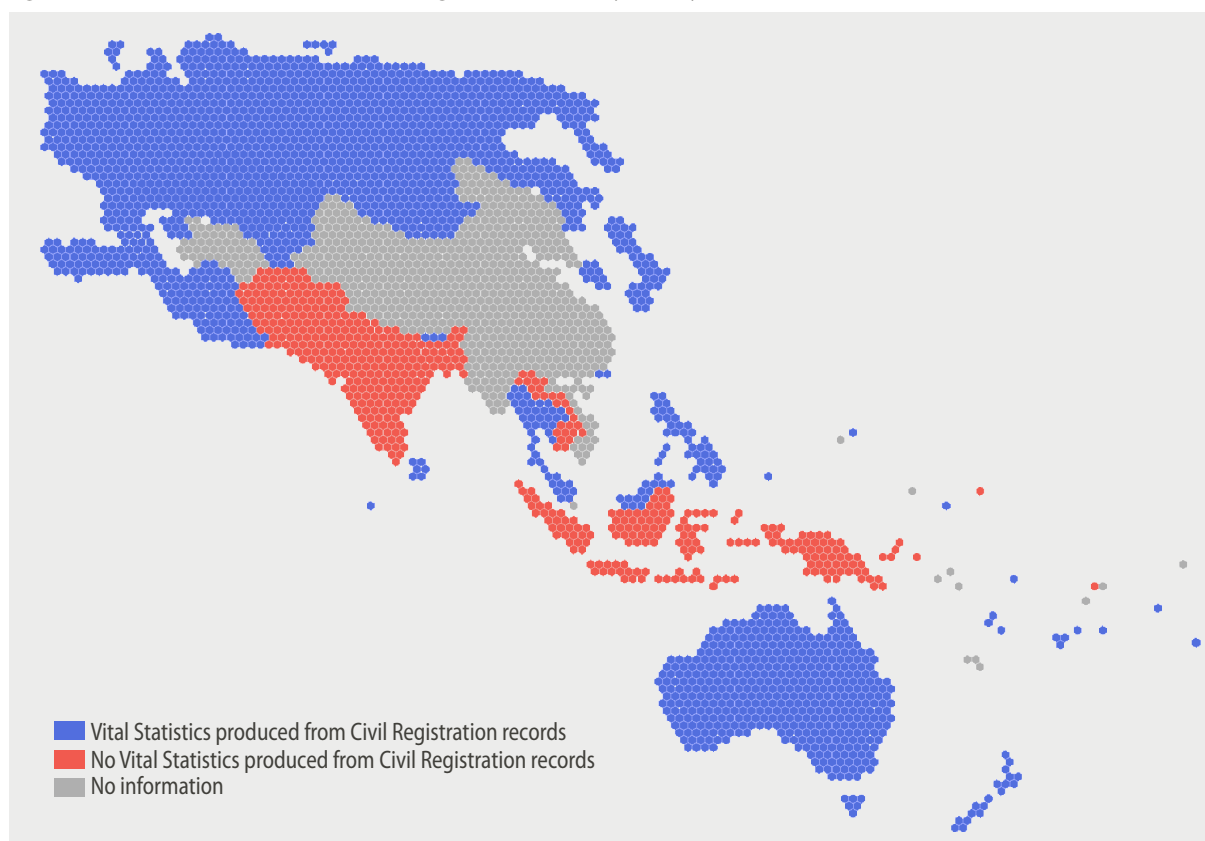 Vital Statistics produced from Civil Registration records
No Vital Statistics produced from Civil Registration records
No information